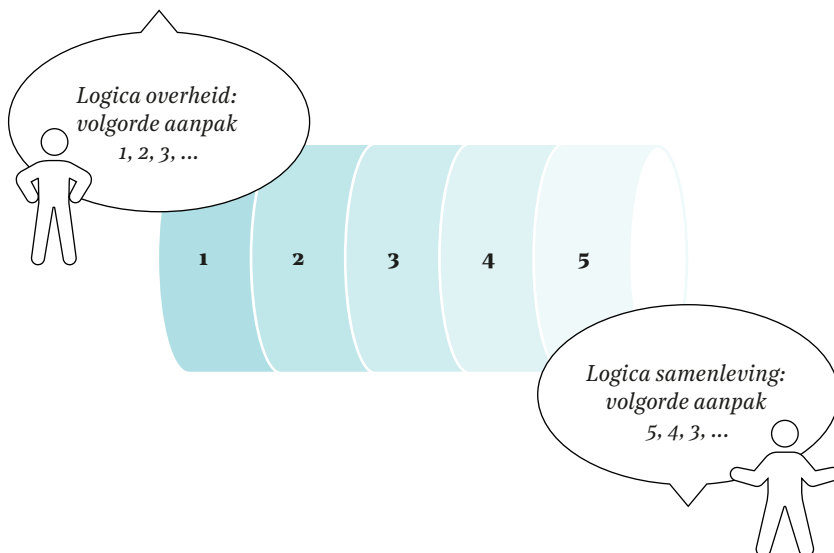 Logica overheid:
volgorde aanpak
1, 2, 3, ...
1 2 3 4 5
Logica samenleving:
volgorde aanpak
5, 4, 3, ...